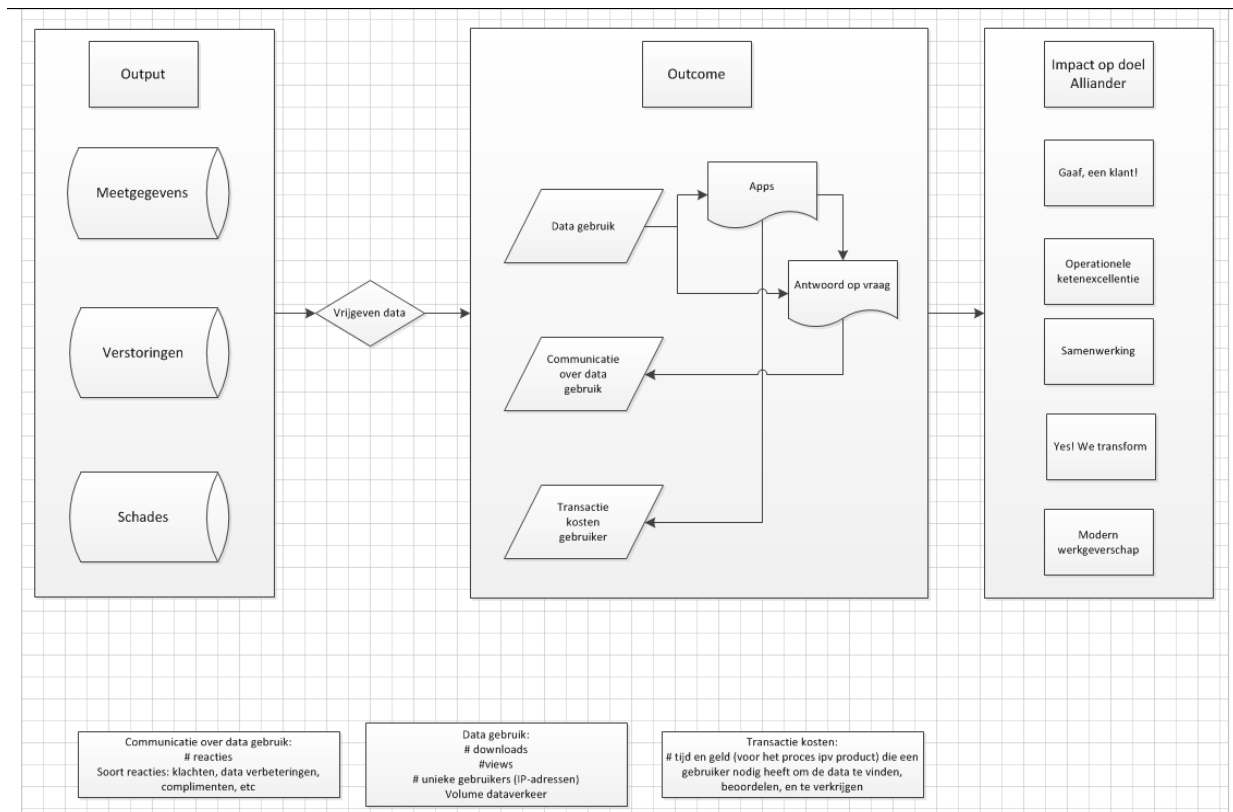 Output
Meetgegevens
Verstoringen
Schades
Vrijgeven data
Outcome
Data gebruik
Apps
Antwoord op vraag
Communicatie
over data
gebruik
Transactie
kosten
gebruiker
Impact op doel
Alliander
Gaaf, een klant!
Operationele
ketenexcellentie
Samenwerking
Yes! We transform
Modern
werkgeverschap
Communicatie over data gebruik:
# reacties
Soort reacties: klachten, data verbeteringen,
complimenten, etc
Data gebruik:
# downloads
#views
# unieke gebruikers (IP-adressen)
Volume dataverkeer
Transactie kosten:
# tijd en geld (voor het proces ipv product) die een
gebruiker nodig heeft om de data te vinden,
beoordelen, en te verkrijgen